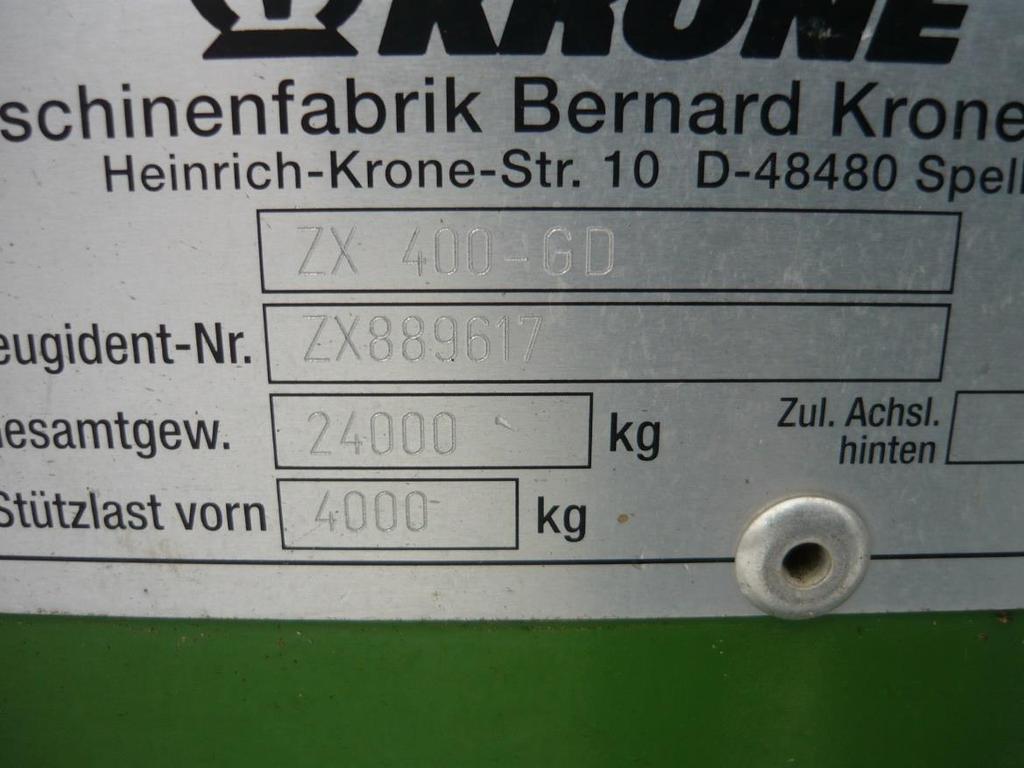 KRONE
schinenfabrik Bernard Krone
Heinrich-Krone-Str. 10 D-48480 Spell
ZX 400-GD
eugident-Nr. ZX889617
esamtgew. 24000 kg Zul. Achsl. hinten
Stützlast vorn 4000 kg